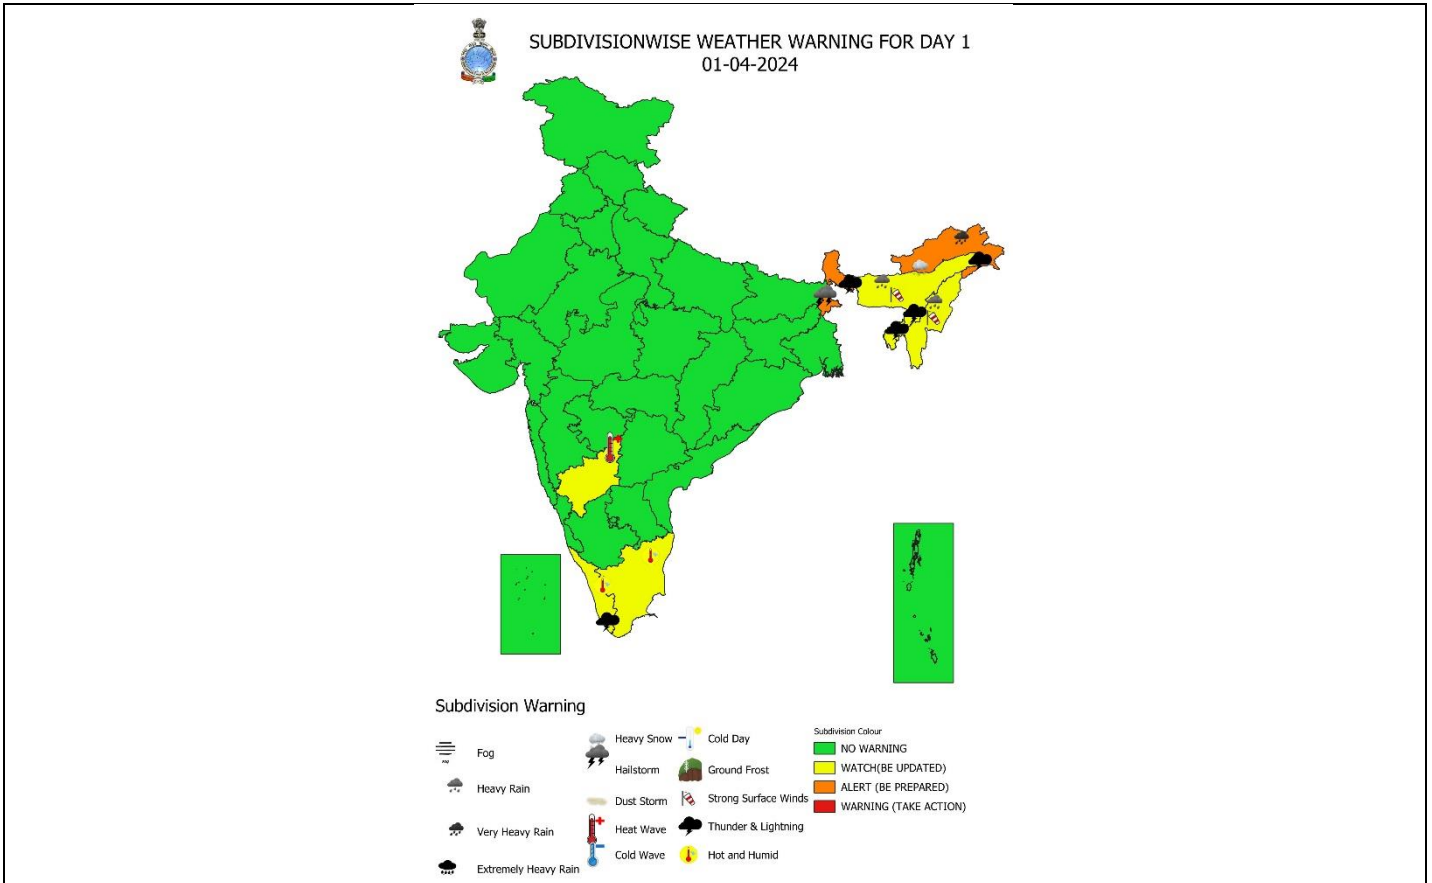 SUBDIVISIONWISE WEATHER WARNING FOR DAY 1
01-04-2024
Subdivision Warning
Fog
Heavy Rain
Very Heavy Rain
Extremely Heavy Rain
Heavy Snow
Hailstorm
Dust Storm
Heat Wave
Cold Wave
Cold Day
Ground Frost
Strong Surface Winds
Thunder & Lightning
Hot and Humid
Subdivision Colour
NO WARNING
WATCH(BE UPDATED)
ALERT (BE PREPARED)
WARNING (TAKE ACTION)